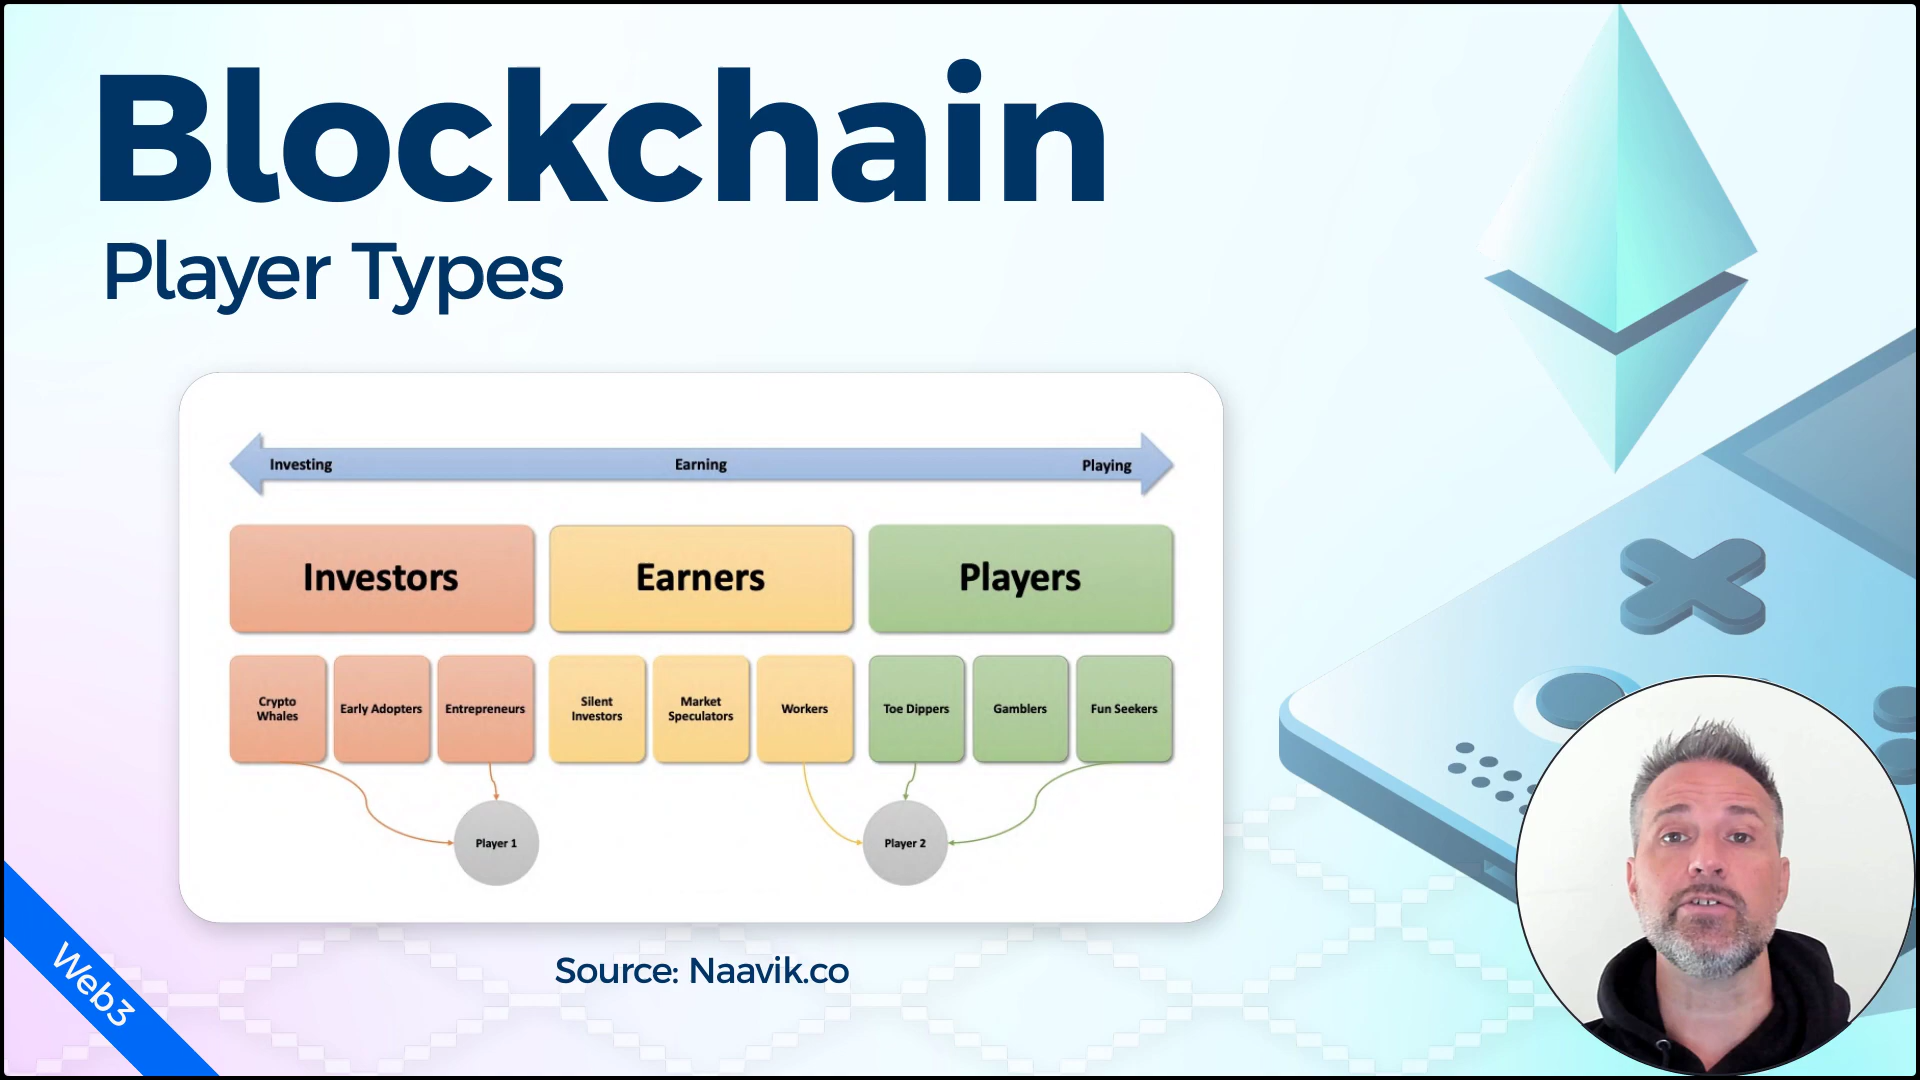 Blockchain
Player Types
Investing
Earning
Playing
Investors
Earners
Players
Crypto
Whales
Early Adopters
Entrepreneurs
Silent
Investors
Market
Speculators
Workers
Toe Dippers
Gamblers
Fun Seekers
Player 1
Player 2
Source: Naavik.co
Web3